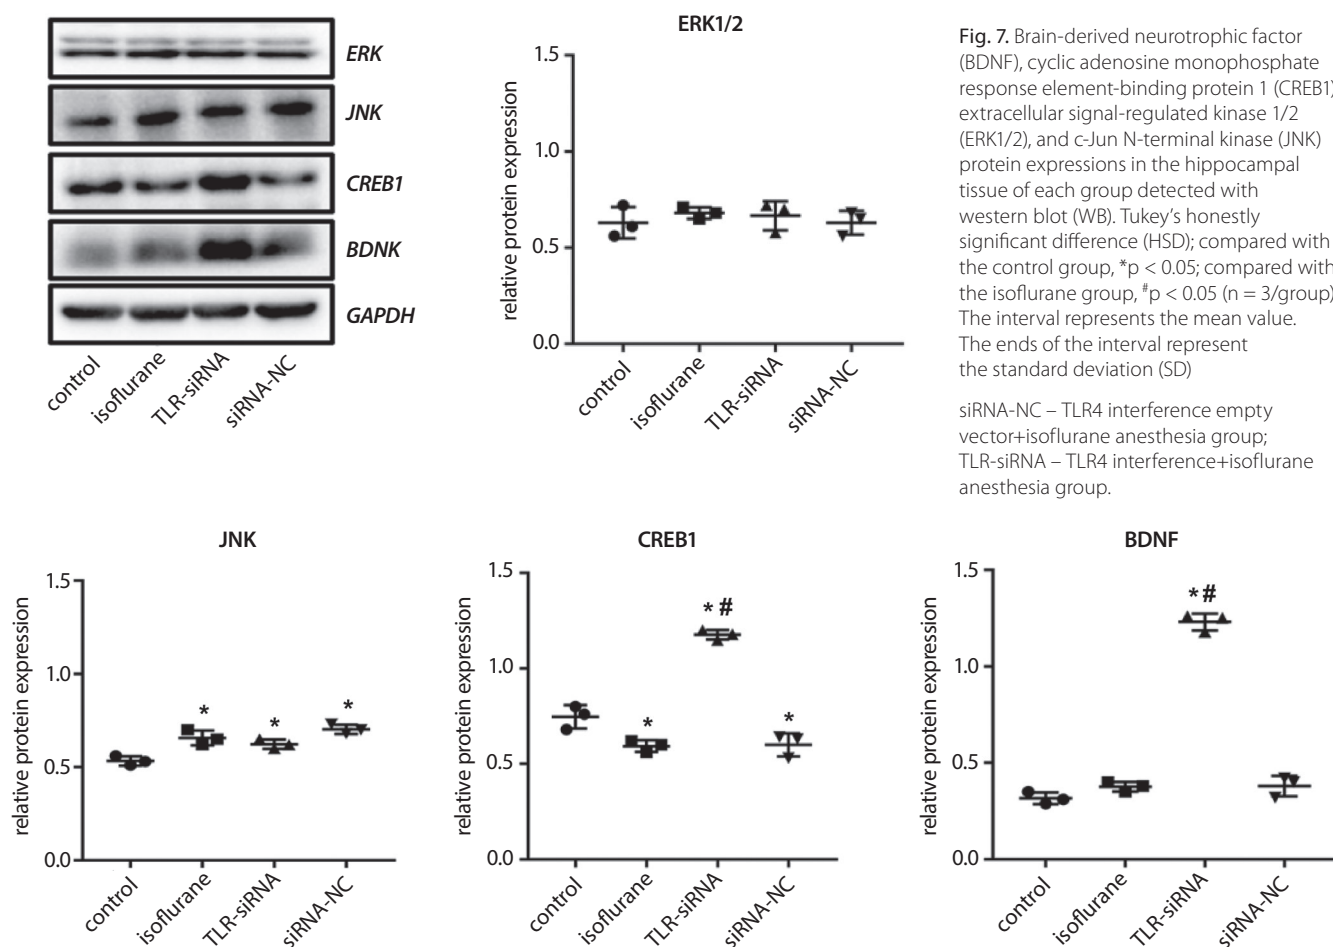 ERK
JNK
CREB1
BDNK
GAPDH
control
isoflurane
TLR-siRNA
siRNA-NC
ERK1/2
relative protein expression
1.5
1.0
0.5
0.0
control
isoflurane
TLR-siRNA
siRNA-NC
Fig. 7. Brain-derived neurotrophic factor
(BDNF), cyclic adenosine monophosphate
response element-binding protein 1 (CREB1)
extracellular signal-regulated kinase 1/2
(ERK1/2), and c-Jun N-terminal kinase (JNK)
protein expressions in the hippocampal
tissue of each group detected with
western blot (WB). Tukey's honestly
significant difference (HSD); compared with
the control group, *p < 0.05; compared with
the isoflurane group, #p < 0.05 (n = 3/group)
The interval represents the mean value.
The ends of the interval represent
the standard deviation (SD)
siRNA-NC – TLR4 interference empty
vector+isoflurane anesthesia group;
TLR-siRNA – TLR4 interference+isoflurane
anesthesia group.
JNK
relative protein expression
1.5
1.0
0.5
0.0
*
*
*
control
isoflurane
TLR-siRNA
siRNA-NC
CREB1
relative protein expression
1.5
1.0
0.5
0.0
*
* #
*
control
isoflurane
TLR-siRNA
siRNA-NC
BDNF
relative protein expression
1.5
1.0
0.5
0.0
* #
control
isoflurane
TLR-siRNA
siRNA-NC